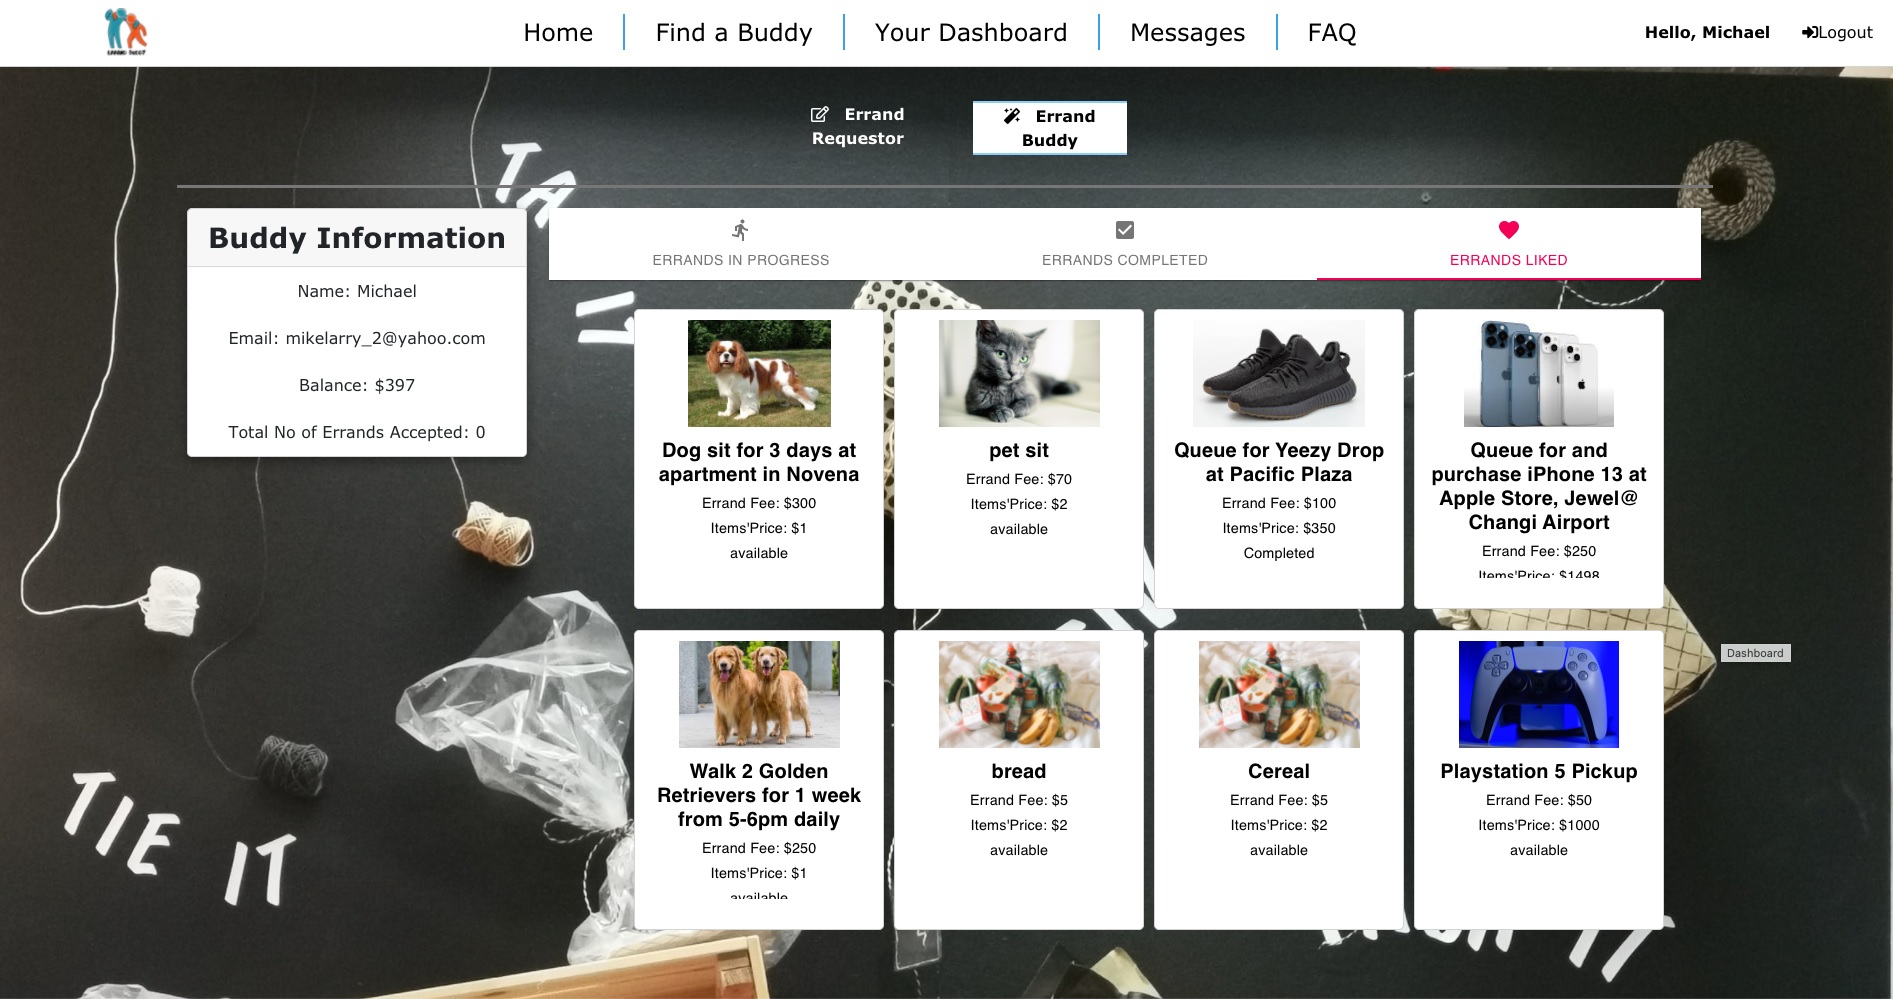 ERRAND BUDDY
Home
Find a Buddy
Your Dashboard
Messages
FAQ
Hello, Michael
Logout
Errand
Requestor
Errand
Buddy
Buddy Information
Name: Michael
Email: mikelarry_2@yahoo.com
Balance: $397
Total No of Errands Accepted: 0
ERRANDS IN PROGRESS
ERRANDS COMPLETED
ERRANDS LIKED
Dog sit for 3 days at
apartment in Novena
Errand Fee: $300
Items'Price: $1
available
pet sit
Errand Fee: $70
Items'Price: $2
available
Queue for Yeezy Drop
at Pacific Plaza
Errand Fee: $100
Items'Price: $350
Completed
Queue for and
purchase iPhone 13 at
Apple Store, Jewel@
Changi Airport
Errand Fee: $250
Items'Price: $1498
Walk 2 Golden
Retrievers for 1 week
from 5-6pm daily
Errand Fee: $250
Items'Price: $1
available
bread
Errand Fee: $5
Items'Price: $2
available
Cereal
Errand Fee: $5
Items'Price: $2
available
Playstation 5 Pickup
Errand Fee: $50
Items'Price: $1000
available
Dashboard
TA
TIE IT
IT